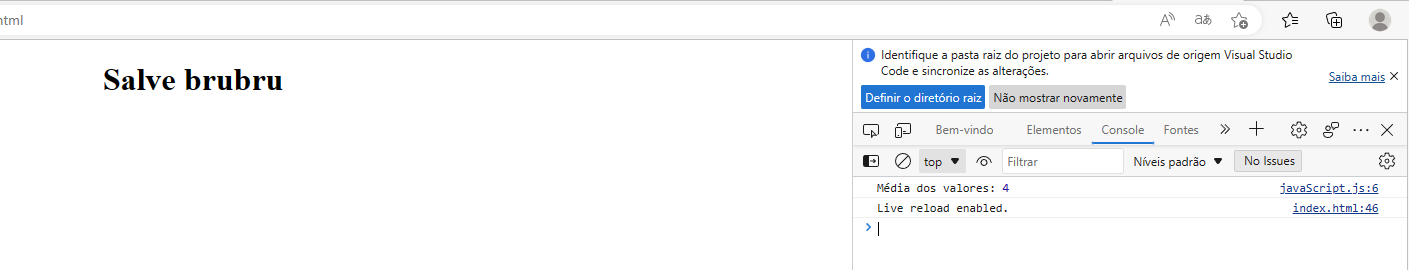 html
Salve brubru
Identifique a pasta raiz do projeto para abrir arquivos de origem Visual Studio
Code e sincronize as alterações.
Saiba mais
Definir o diretório raiz
Não mostrar novamente
Bem-vindo
Elementos
Console
Fontes
top
Filtrar
Níveis padrão
No Issues
Média dos valores: 4
javaScript.js:6
Live reload enabled.
index.html:46